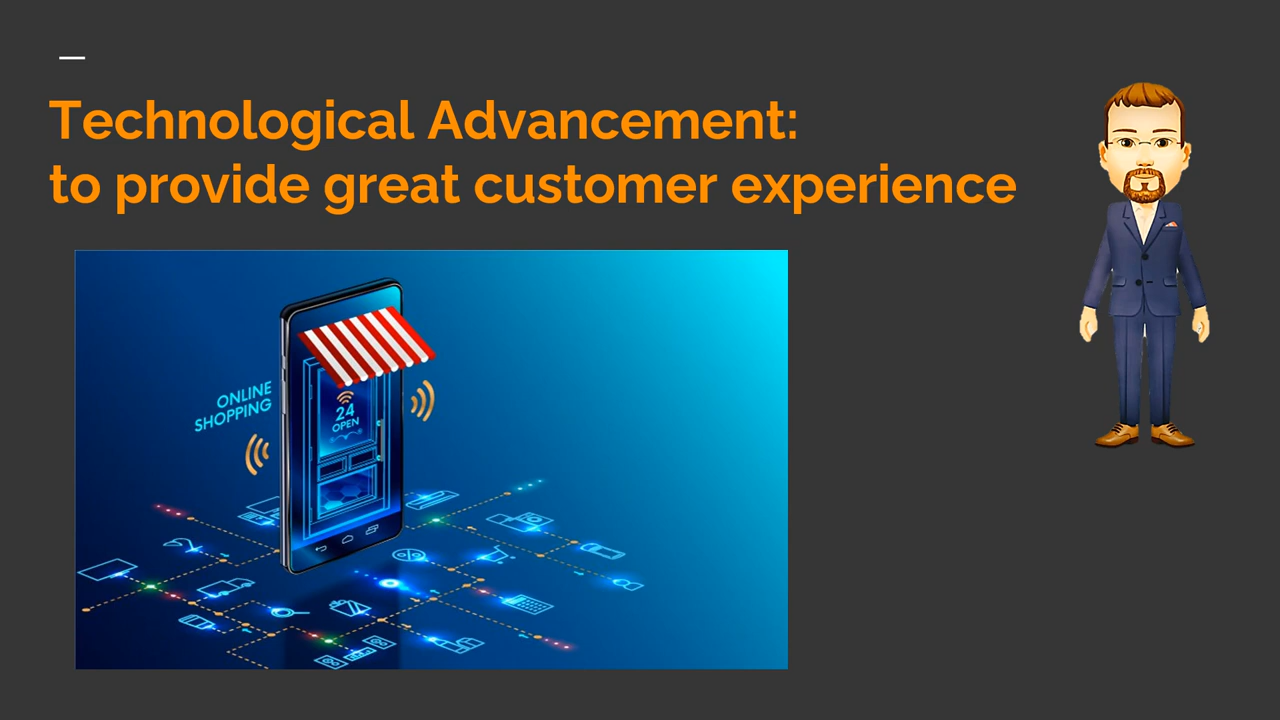 Technological Advancement:
to provide great customer experience
ONLINE
SHOPPING
24
OPEN